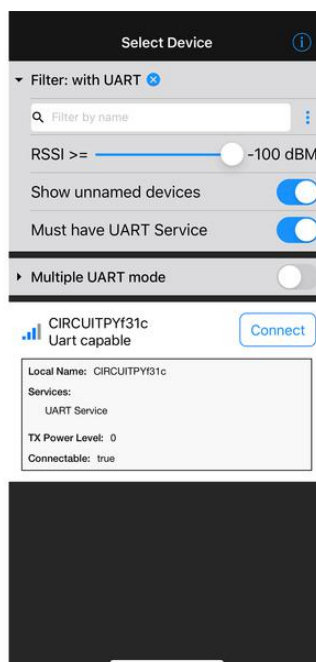 Select Device
Filter: with UART
Filter by name
RSSI >= -100 dBM
Show unnamed devices
Must have UART Service
Multiple UART mode
CIRCUITPYf31c
Uart capable
Connect
Local Name: CIRCUITPYf31c
Services:
UART Service
TX Power Level: 0
Connectable: true